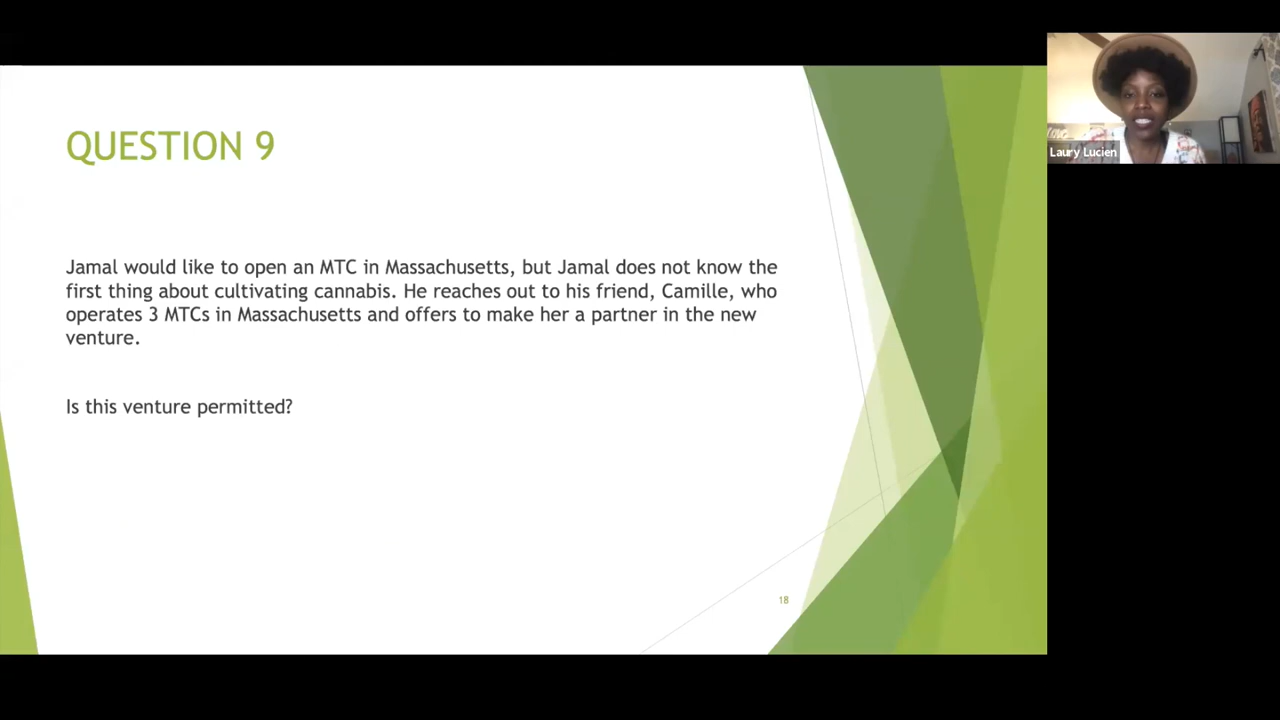 QUESTION 9
Jamal would like to open an MTC in Massachusetts, but Jamal does not know the
first thing about cultivating cannabis. He reaches out to his friend, Camille, who
operates 3 MTCs in Massachusetts and offers to make her a partner in the new
venture.
Is this venture permitted?
18
Laury Lucien